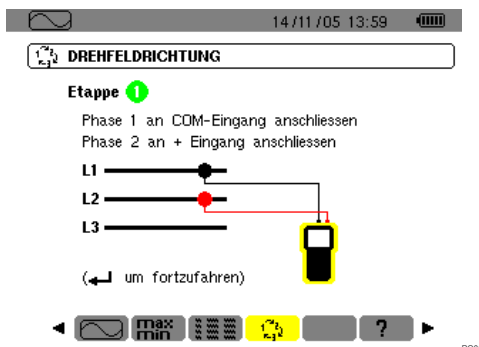 14/11/05 13:59
DREHFELDRICHTUNG
Etappe 1
Phase 1 an COM-Eingang anschliessen
Phase 2 an + Eingang anschliessen
L1
L2
L3
(↵ um fortzufahren)
max
min
?